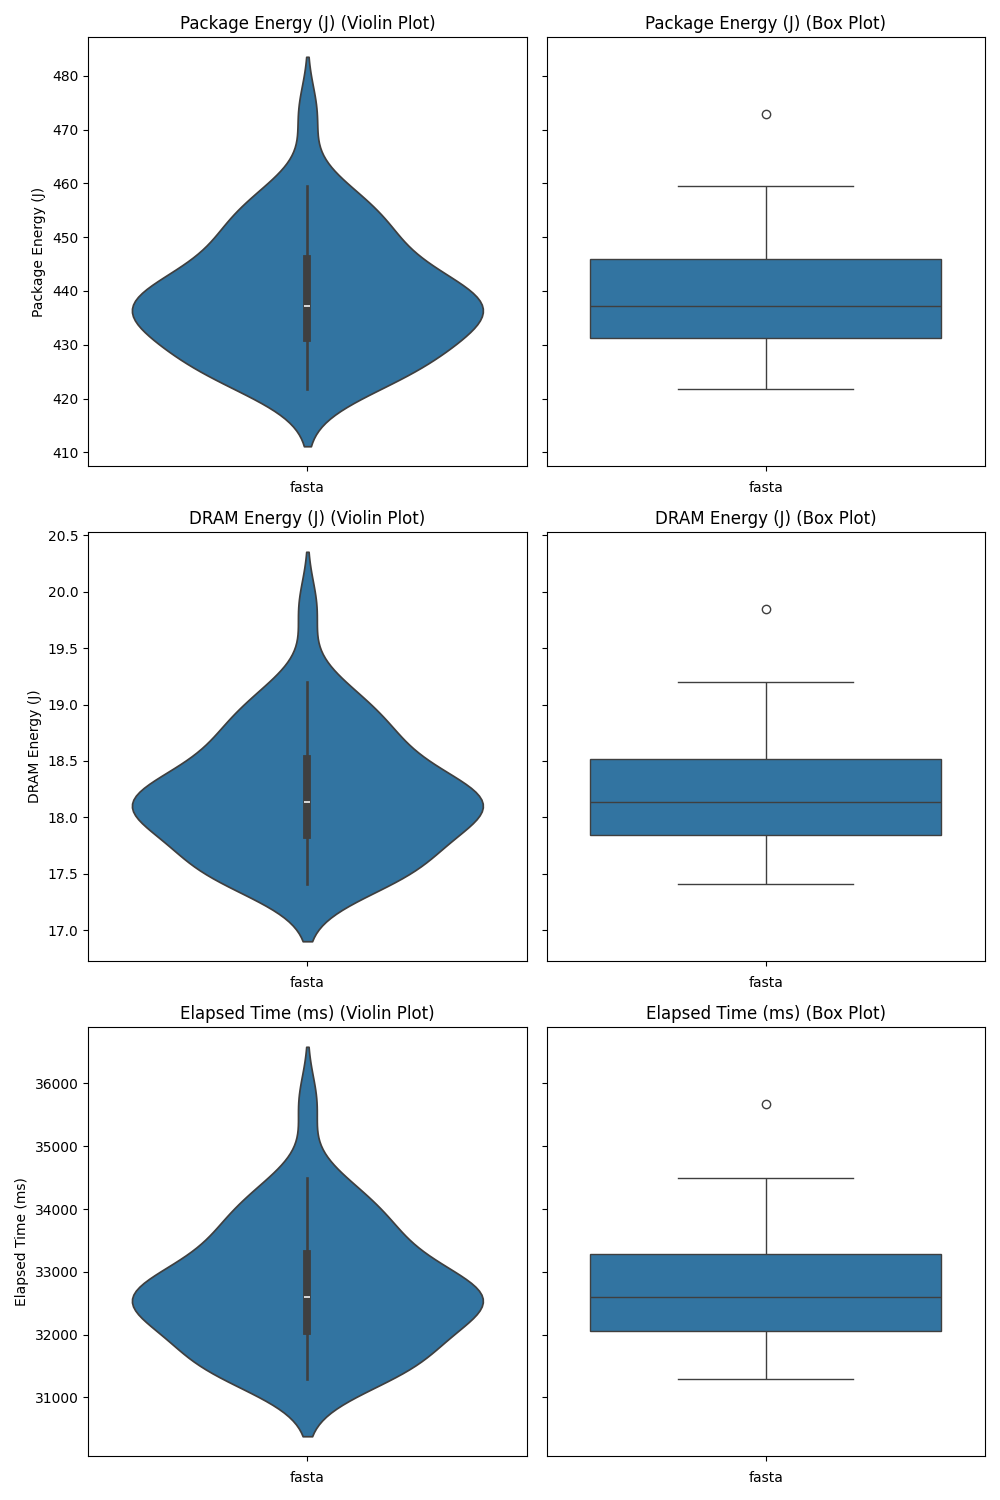 Package Energy (J) (Violin Plot)
Package Energy (J) (Box Plot)
480
470
460
450
440
430
420
410
Package Energy (J)
fasta
fasta
DRAM Energy (J) (Violin Plot)
DRAM Energy (J) (Box Plot)
20.5
20.0
19.5
19.0
18.5
18.0
17.5
17.0
DRAM Energy (J)
fasta
fasta
Elapsed Time (ms) (Violin Plot)
Elapsed Time (ms) (Box Plot)
36000
35000
34000
33000
32000
31000
Elapsed Time (ms)
fasta
fasta